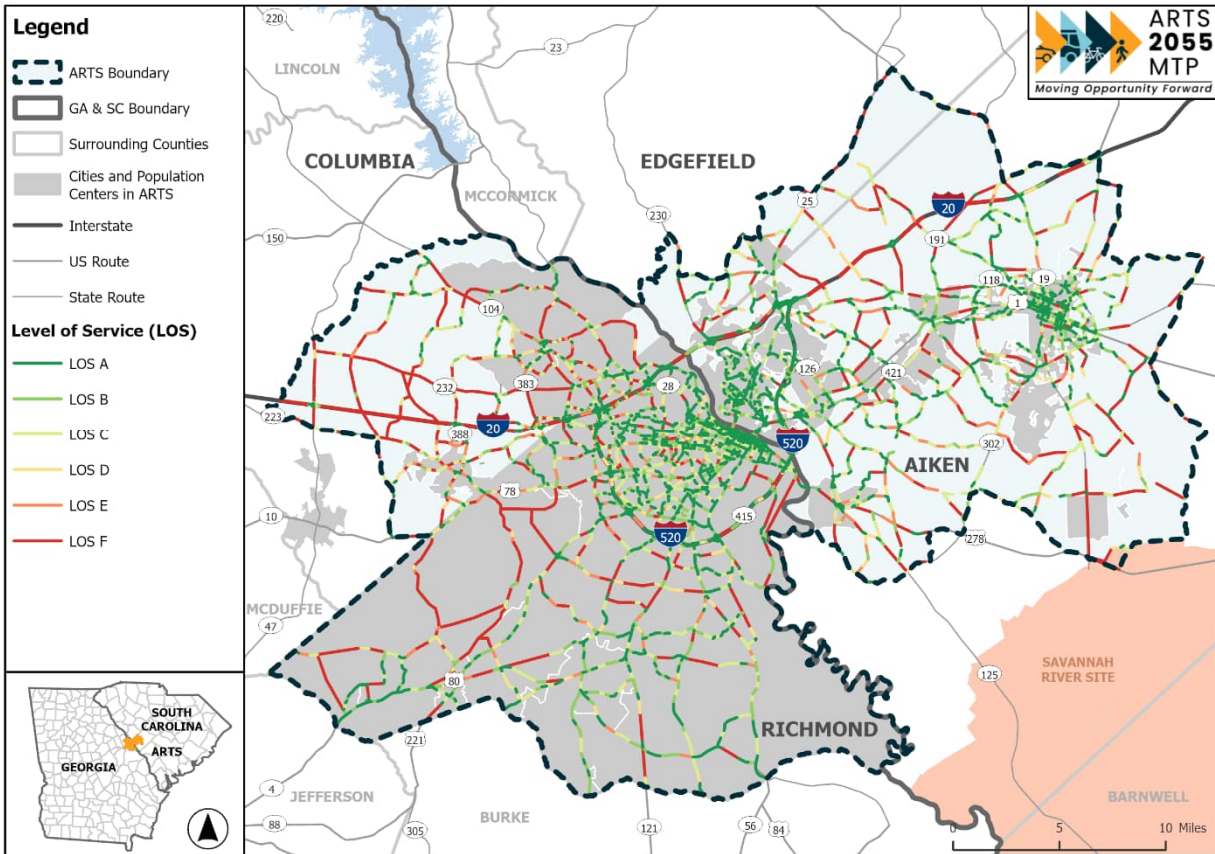 Legend
ARTS Boundary
GA & SC Boundary
Surrounding Counties
Cities and Population
Centers in ARTS
Interstate
US Route
State Route
Level of Service (LOS)
LOS A
LOS B
LOS C
LOS D
LOS E
LOS F
SOUTH
CAROLINA
ARTS
GEORGIA
ARTS
2055
MTP
Moving Opportunity Forward
220
23
LINCOLN
COLUMBIA
EDGEFIELD
MCCORMICK
230
25
20
150
191
118
19
1
104
126
421
232
383
28
223
20
388
520
302
AIKEN
78
10
415
520
278
MCDUFFIE
47
SAVANNAH
RIVER SITE
125
80
RICHMOND
221
4
JEFFERSON
BURKE
BARNWELL
88
305
121
56
84
0
5
10 Miles